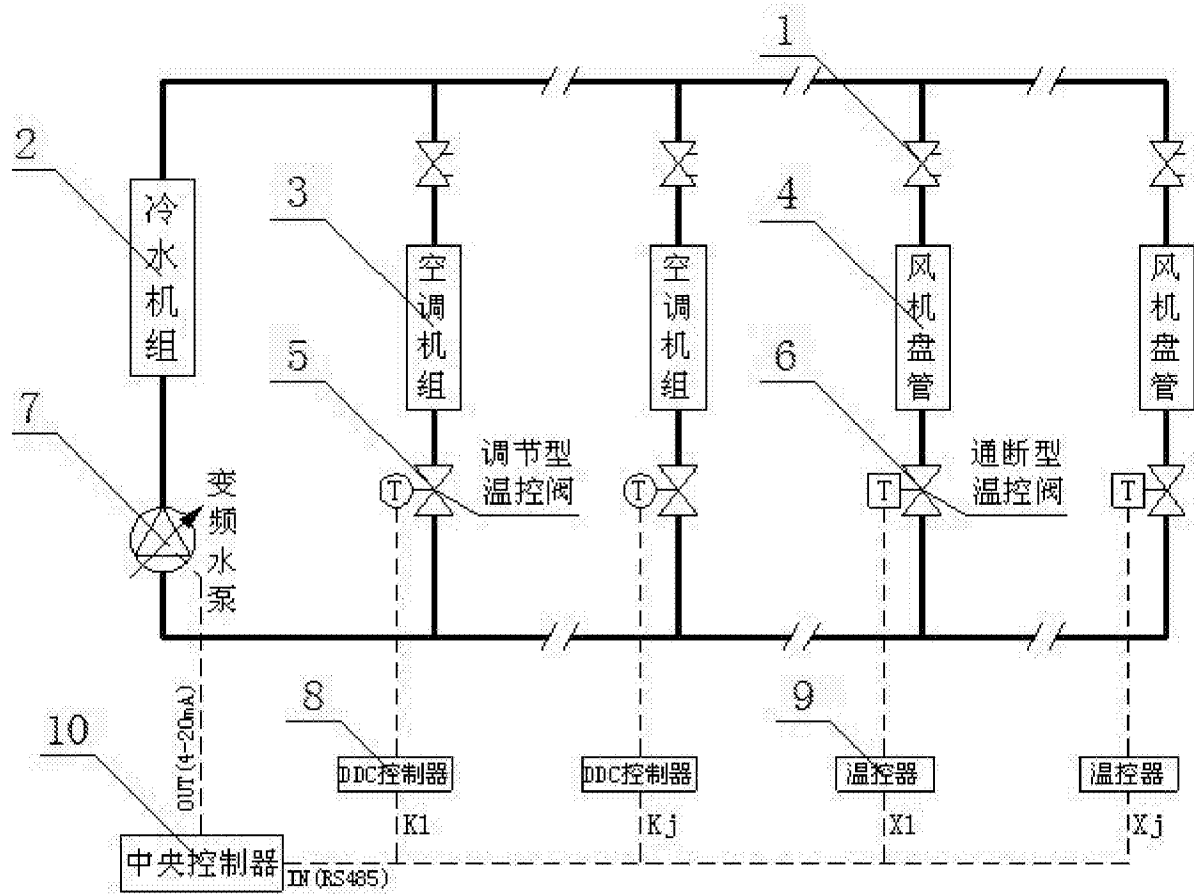 1
2
3
4
冷水机组
空调机组
空调机组
风机盘管
风机盘管
5
6
7
调节型
温控阀
通断型
温控阀
T
T
T
T
变频水泵
8
9
10
OUT(4-20mA)
DDC控制器
DDC控制器
温控器
温控器
K1
Kj
X1
Xj
中央控制器
IN(RS485)